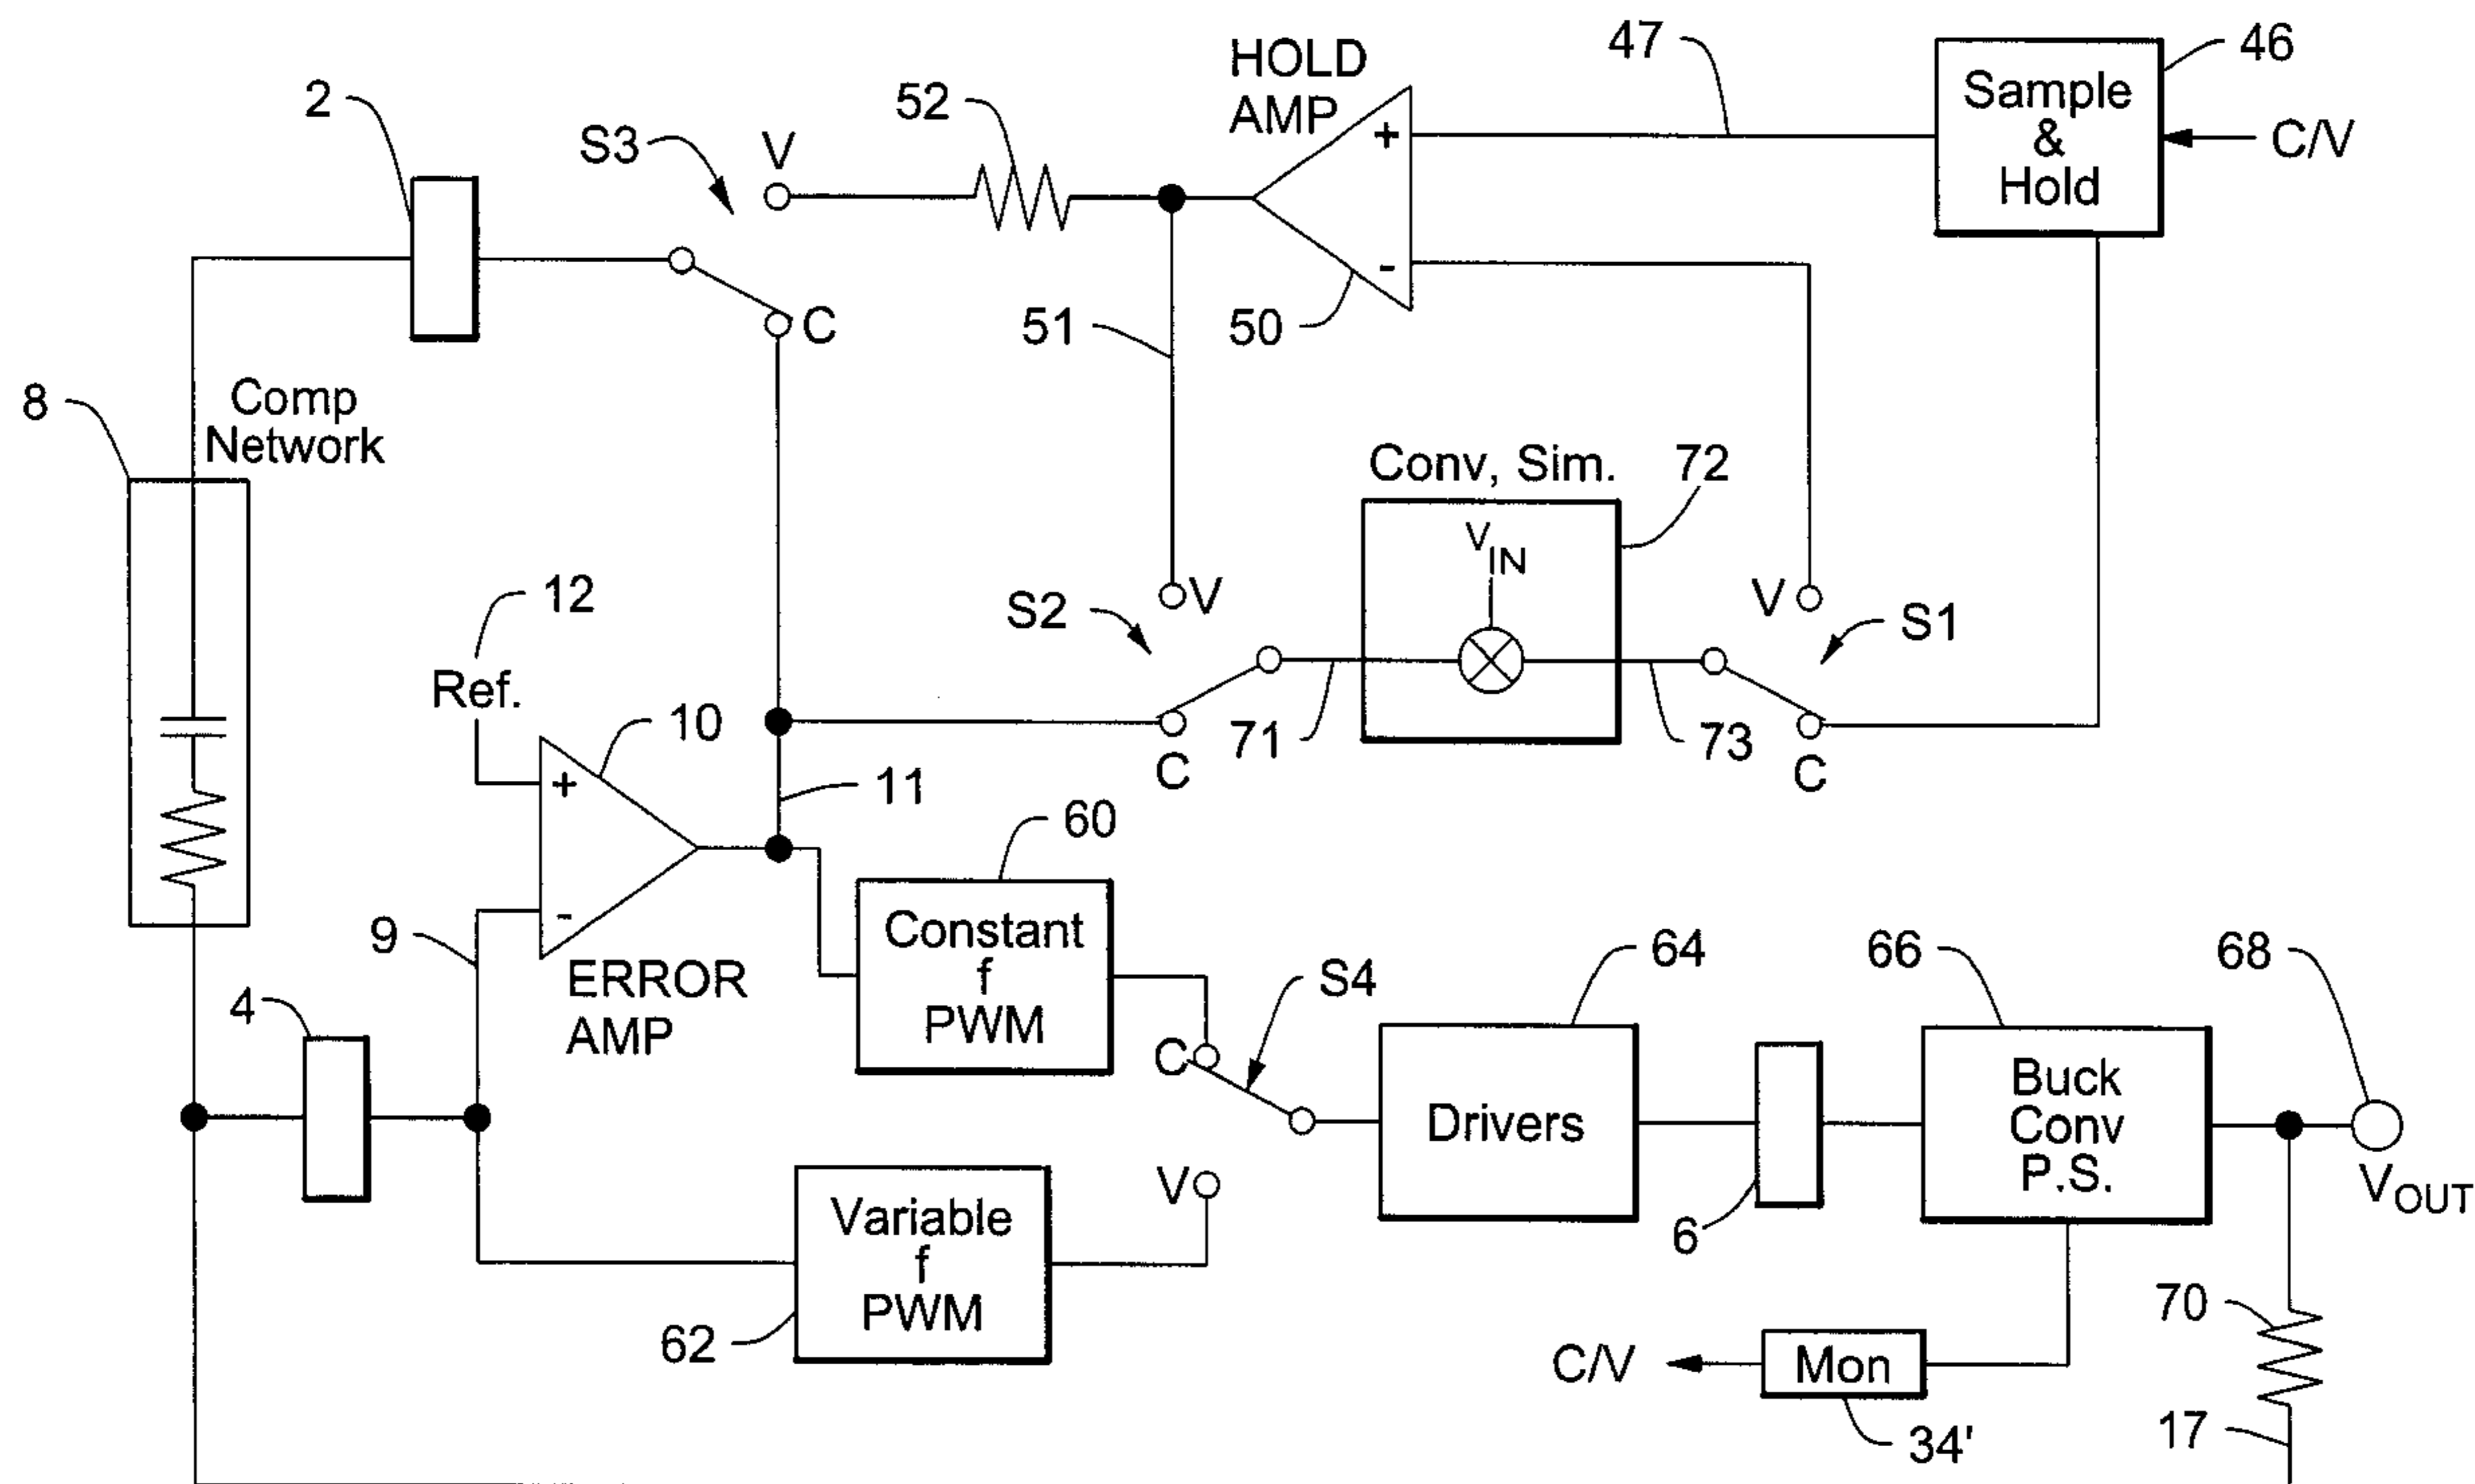 47
46
HOLD
AMP
Sample
&
Hold
C/V
2
52
S3
V
+
-
C
51
50
8
Comp
Network
Conv, Sim.
72
V
IN
12
S2
V
V
S1
Ref.
10
71
73
C
C
+
11
60
9
-
ERROR
AMP
Constant
f
PWM
64
66
68
4
S4
C
Drivers
Buck
Conv
P.S.
VOUT
V
6
Variable
f
PWM
62
70
C/V
Mon
34'
17